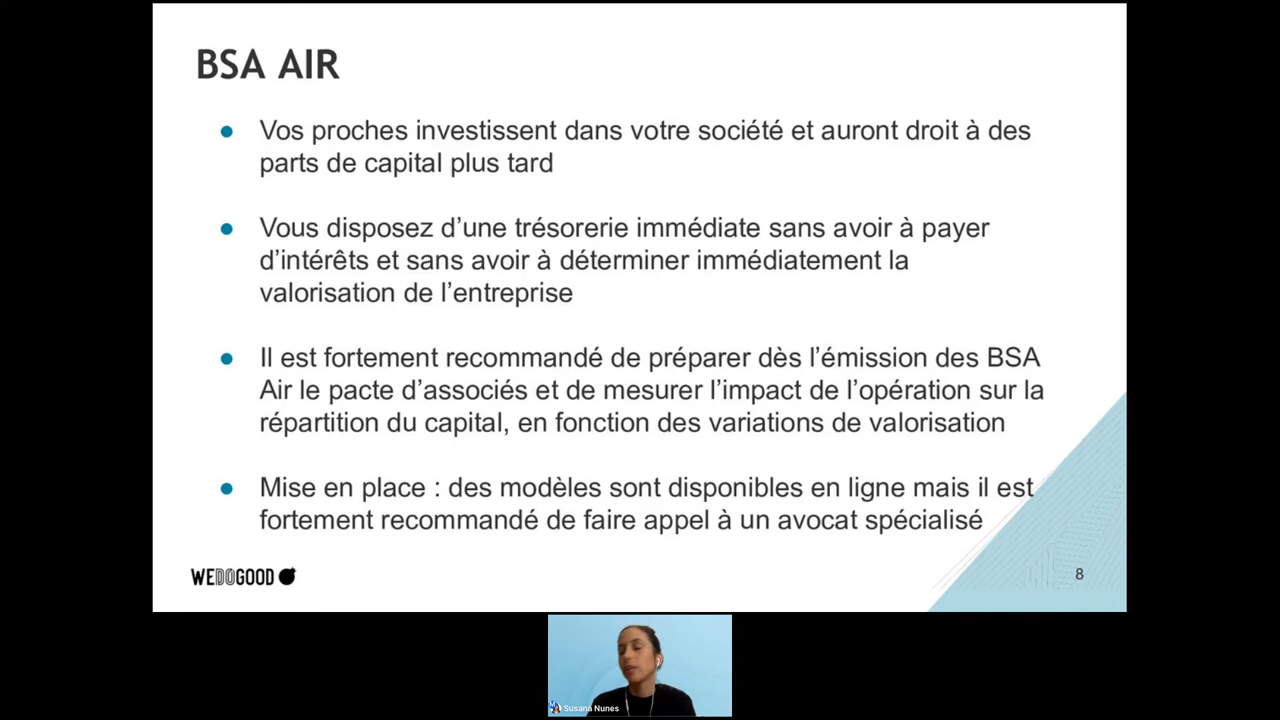 BSA AIR
● Vos proches investissent dans votre société et auront droit à des
parts de capital plus tard
● Vous disposez d’une trésorerie immédiate sans avoir à payer
d’intérêts et sans avoir à déterminer immédiatement la
valorisation de l’entreprise
● Il est fortement recommandé de préparer dès l’émission des BSA
Air le pacte d’associés et de mesurer l’impact de l’opération sur la
répartition du capital, en fonction des variations de valorisation
● Mise en place : des modèles sont disponibles en ligne mais il est
fortement recommandé de faire appel à un avocat spécialisé
WEDOGOOD
8
Susana Nunes